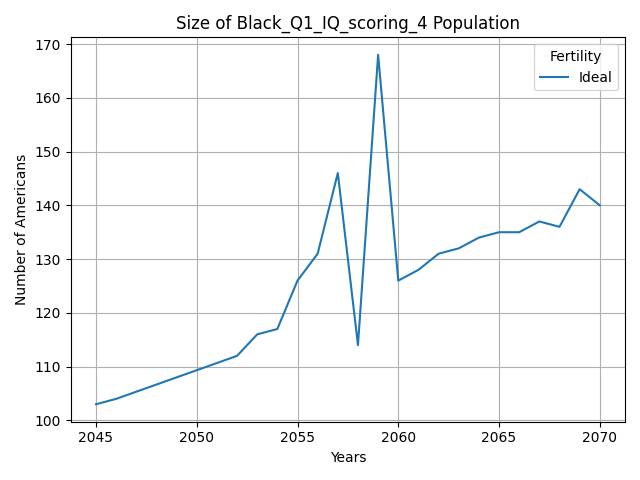 Size of Black_Q1_IQ_scoring_4 Population
170
160
150
140
130
120
110
100
Number of Americans
Fertility
Ideal
2045 2050 2055 2060 2065 2070
Years